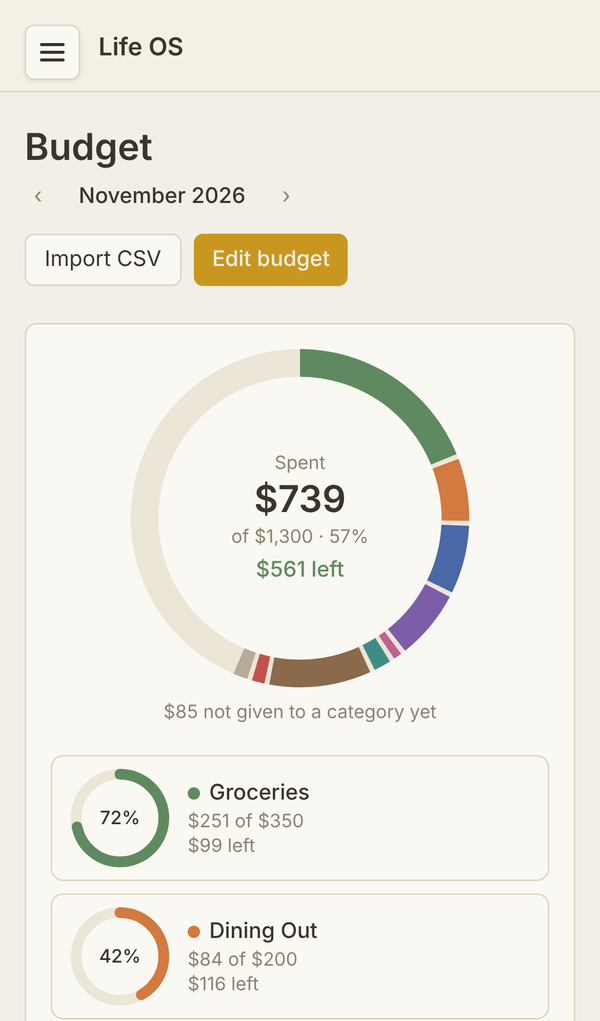 Life OS
Budget
‹ November 2026 ›
Import CSV
Edit budget
Spent
$739
of $1,300 · 57%
$561 left
$85 not given to a category yet
72%
Groceries
$251 of $350
$99 left
42%
Dining Out
$84 of $200
$116 left